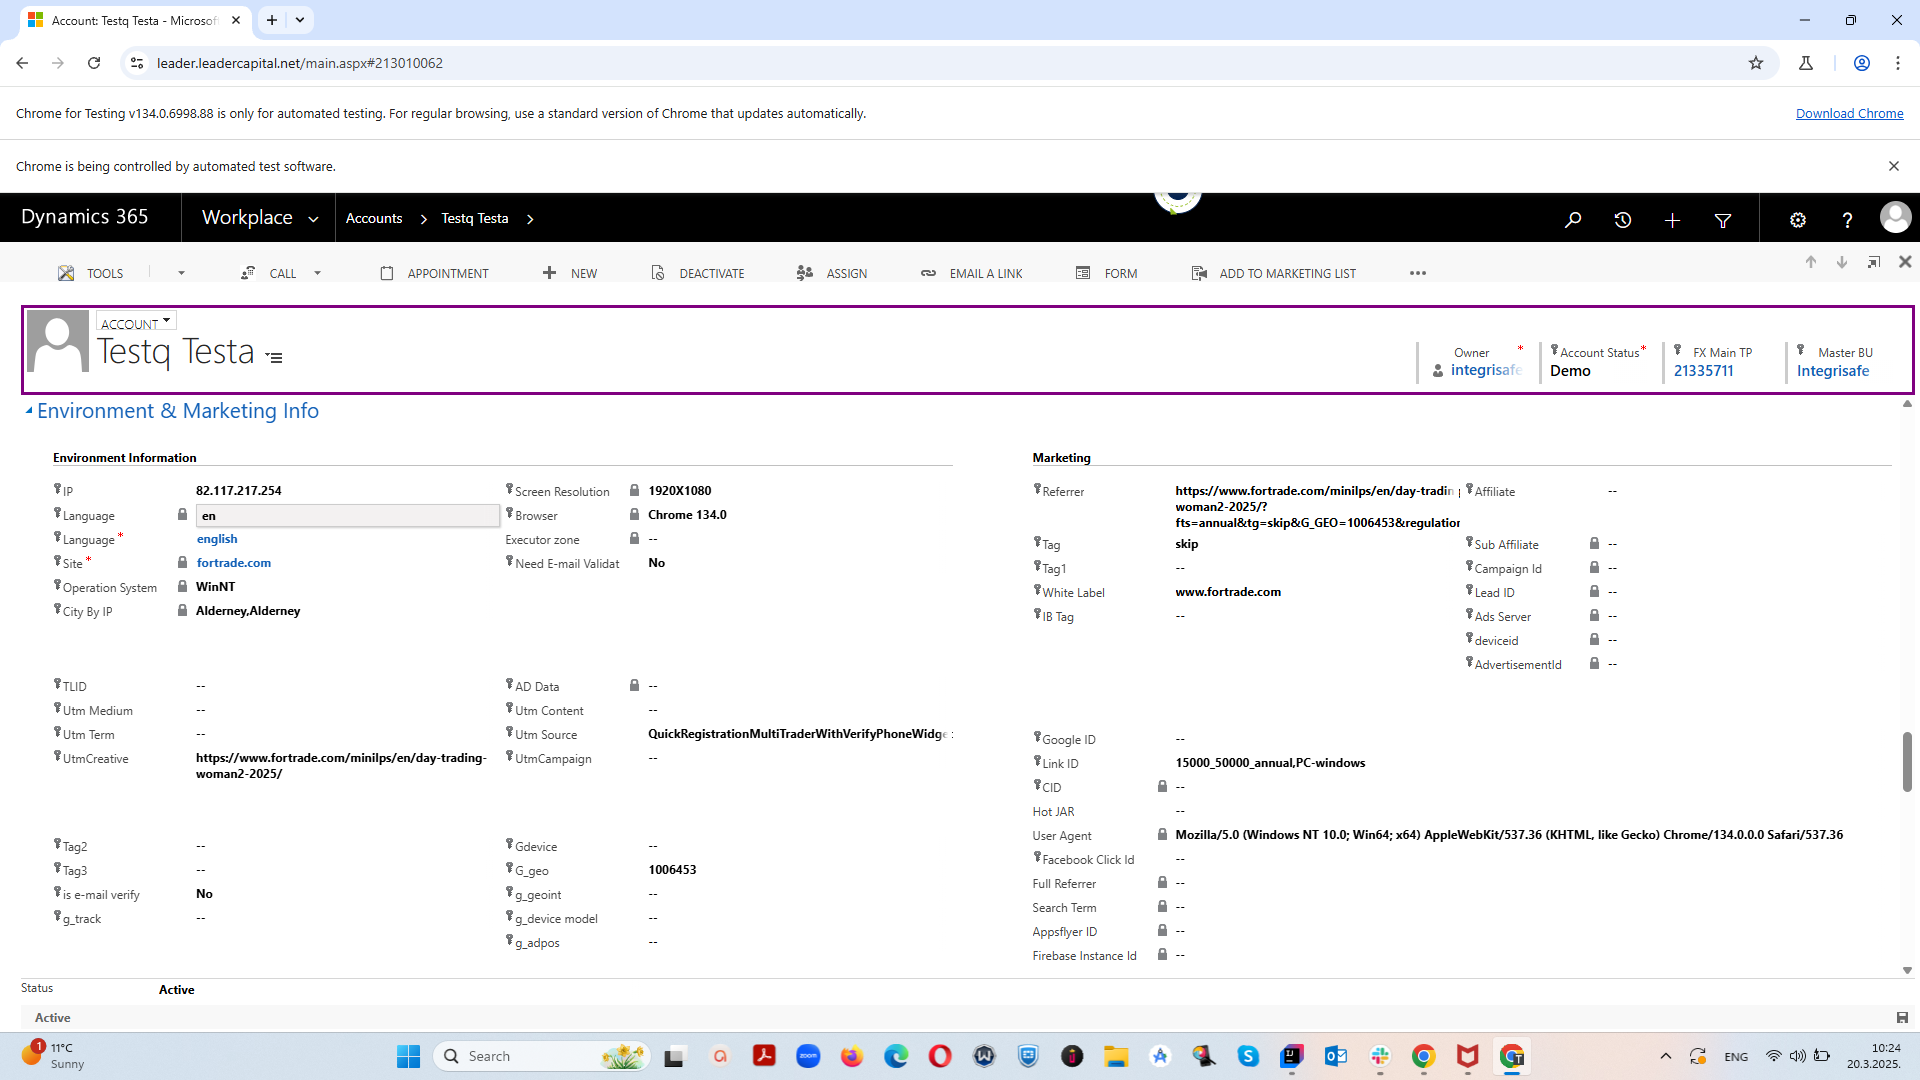 Account: Testq Testa - Microsof
leader.leadercapital.net/main.aspx#213010062
Chrome for Testing v134.0.6998.88 is only for automated testing. For regular browsing, use a standard version of Chrome that updates automatically.
Download Chrome
Chrome is being controlled by automated test software.
Dynamics 365
Workplace
Accounts
Testq Testa
TOOLS
CALL
APPOINTMENT
NEW
DEACTIVATE
ASSIGN
EMAIL A LINK
FORM
ADD TO MARKETING LIST
ACCOUNT
Testq Testa
Owner *
integrisafe
Account Status *
Demo
FX Main TP
21335711
Master BU
Integrisafe
Environment & Marketing Info
Environment Information
IP 82.117.217.254
Language en
Language * english
Site * fortrade.com
Operation System WinNT
City By IP Alderney,Alderney
Screen Resolution 1920X1080
Browser Chrome 134.0
Executor zone --
Need E-mail Validat No
TLID --
Utm Medium --
Utm Term --
UtmCreative https://www.fortrade.com/minilps/en/day-trading-
woman2-2025/
AD Data --
Utm Content --
Utm Source QuickRegistrationMultiTraderWithVerifyPhoneWidge
UtmCampaign --
Tag2 --
Tag3 --
is e-mail verify No
g_track --
Gdevice --
G_geo 1006453
g_geoint --
g_device model --
g_adpos --
Marketing
Referrer https://www.fortrade.com/minilps/en/day-tradin
woman2-2025/?
fts=annual&tg=skip&G_GEO=1006453&regulation
Tag skip
Tag1 --
White Label www.fortrade.com
IB Tag --
Affiliate --
Sub Affiliate --
Campaign Id --
Lead ID --
Ads Server --
deviceid --
AdvertisementId --
Google ID --
Link ID 15000_50000_annual,PC-windows
CID --
Hot JAR --
User Agent Mozilla/5.0 (Windows NT 10.0; Win64; x64) AppleWebKit/537.36 (KHTML, like Gecko) Chrome/134.0.0.0 Safari/537.36
Facebook Click Id --
Full Referrer --
Search Term --
Appsflyer ID --
Firebase Instance Id --
Status Active
Active
1
11°C
Sunny
Search
zoom
ENG
10:24
20.3.2025.